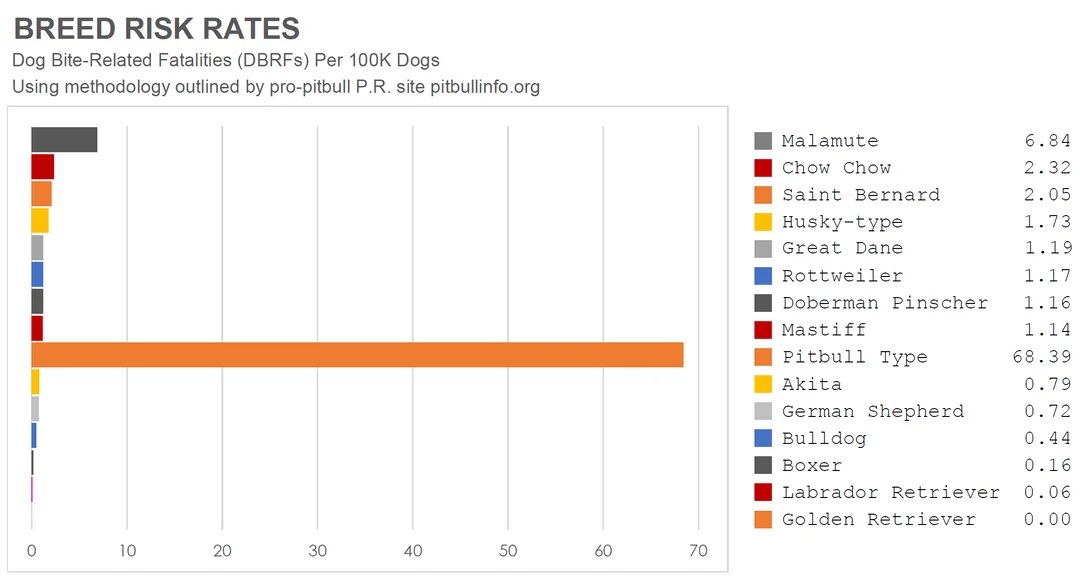 BREED RISK RATES
Dog Bite-Related Fatalities (DBRFs) Per 100K Dogs
Using methodology outlined by pro-pitbull P.R. site pitbullinfo.org
Malamute 6.84
Chow Chow 2.32
Saint Bernard 2.05
Husky-type 1.73
Great Dane 1.19
Rottweiler 1.17
Doberman Pinscher 1.16
Mastiff 1.14
Pitbull Type 68.39
Akita 0.79
German Shepherd 0.72
Bulldog 0.44
Boxer 0.16
Labrador Retriever 0.06
Golden Retriever 0.00
0 10 20 30 40 50 60 70